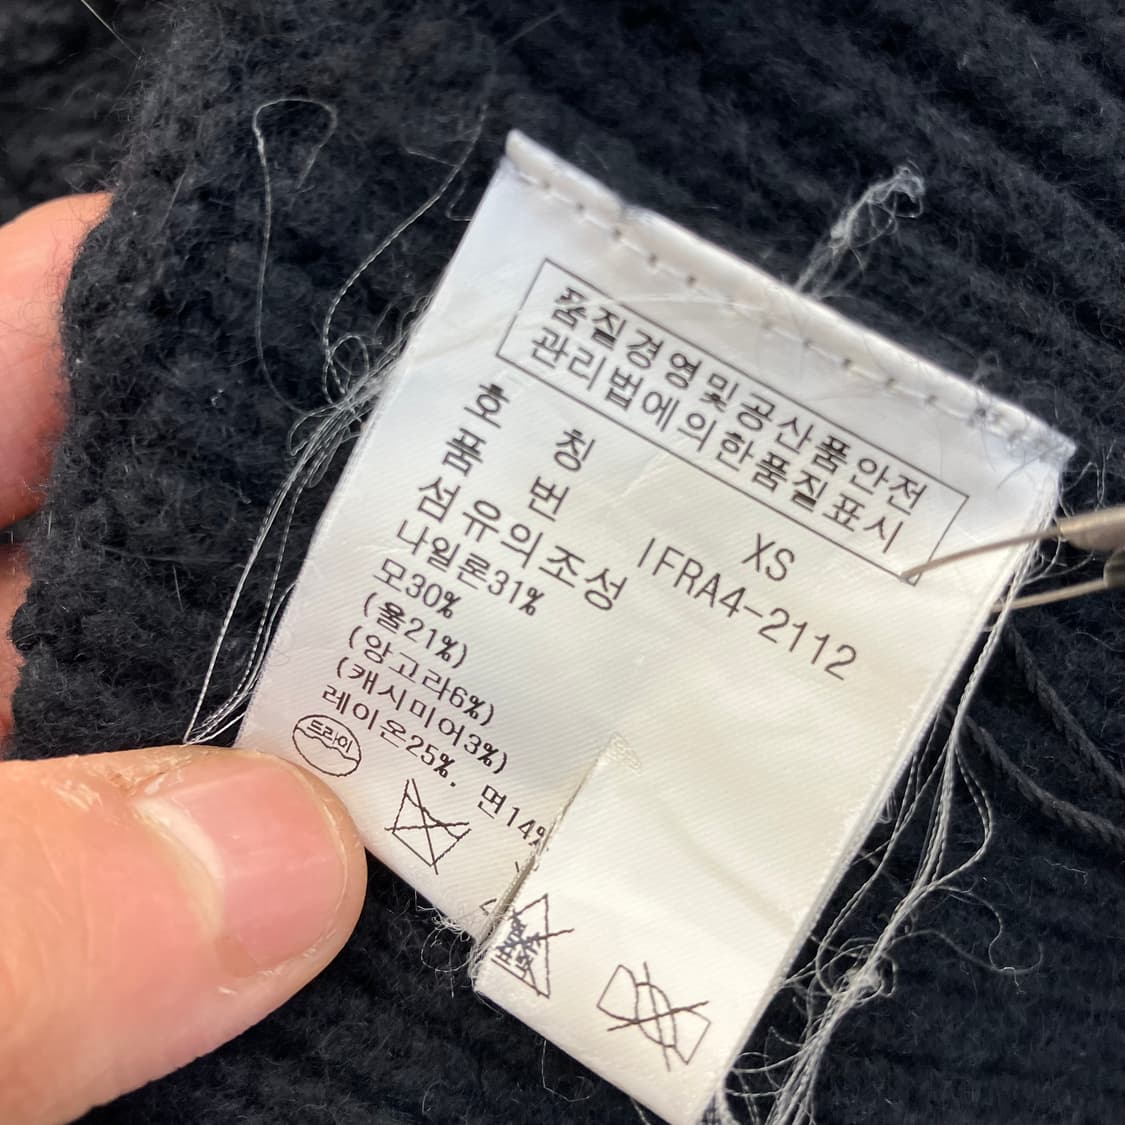 품질경영및공산품안전
관리법에의한품질표시
호 칭 XS
품 번 IFRA4-2112
섬유의조성
나일론31%
모30%
(울21%)
(앙고라6%)
(캐시미어3%)
레이온25%. 면14%
드라이